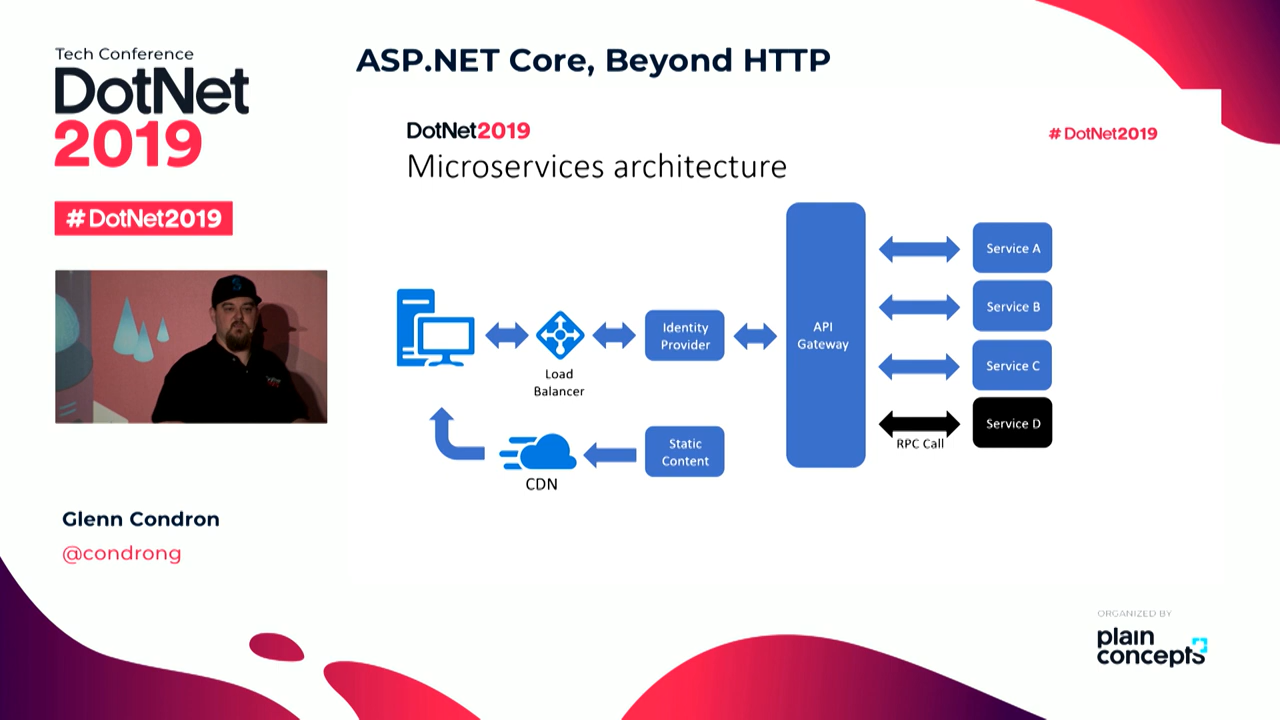 Tech Conference
DotNet
2019
#DotNet2019
ASP.NET Core, Beyond HTTP
DotNet2019
# DotNet2019
Microservices architecture
Load
Balancer
Identity
Provider
API
Gateway
Service A
Service B
Service C
Service D
RPC Call
CDN
Static
Content
Glenn Condron
@condrong
ORGANIZED BY
plain
concepts